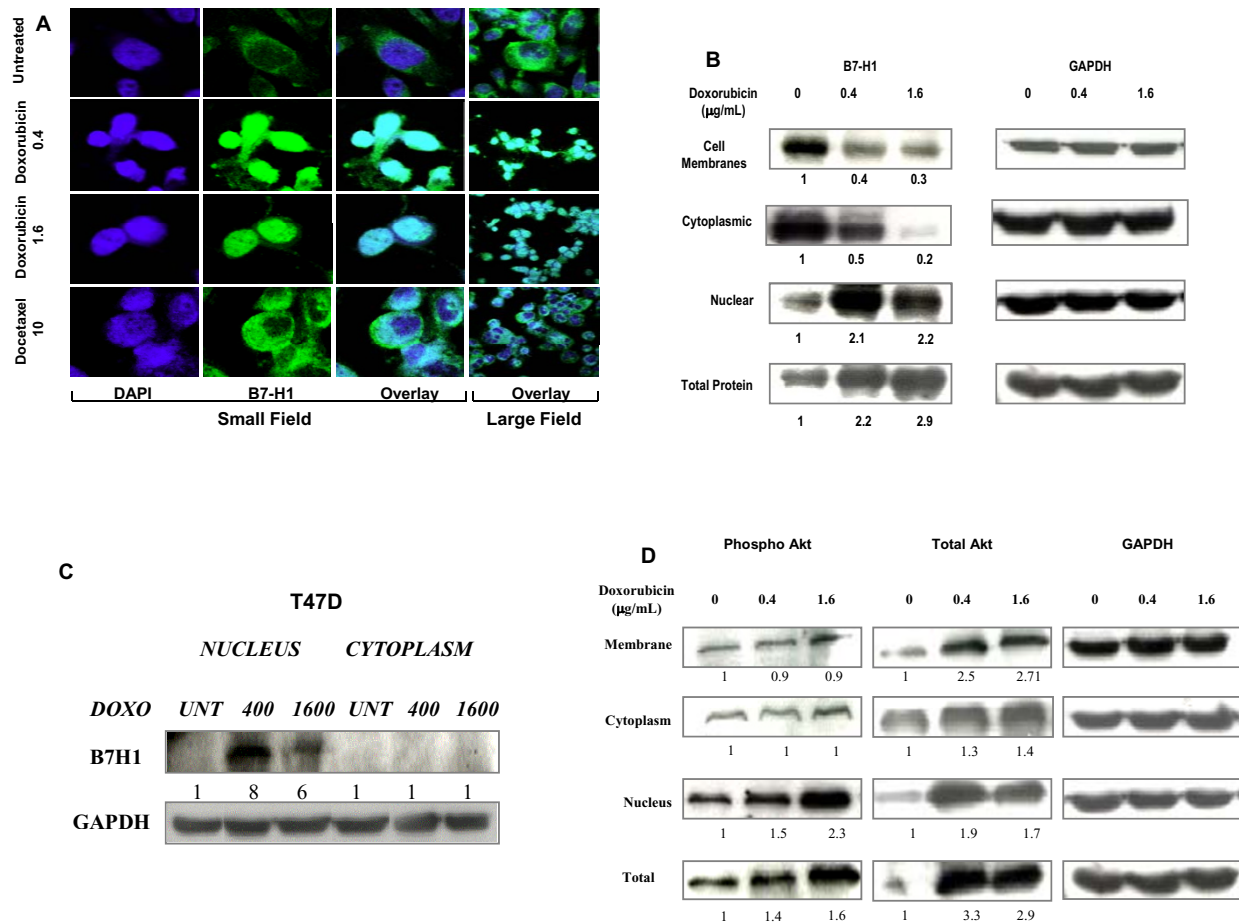 A
Untreated
Doxorubicin
0.4
Doxorubicin
1.6
Docetaxel
10
DAPI B7-H1 Overlay Overlay
Small Field Large Field
B
B7-H1 GAPDH
Doxorubicin 0 0.4 1.6 0 0.4 1.6
(μg/mL)
Cell
Membranes
1 0.4 0.3
Cytoplasmic
1 0.5 0.2
Nuclear
1 2.1 2.2
Total Protein
1 2.2 2.9
C
T47D
NUCLEUS CYTOPLASM
DOXO UNT 400 1600 UNT 400 1600
B7H1
1 8 6 1 1 1
GAPDH
D
Phospho Akt Total Akt GAPDH
Doxorubicin
(μg/mL)
0 0.4 1.6 0 0.4 1.6 0 0.4 1.6
Membrane
1 0.9 0.9 1 2.5 2.71
Cytoplasm
1 1 1 1 1.3 1.4
Nucleus
1 1.5 2.3 1 1.9 1.7
Total
1 1.4 1.6 1 3.3 2.9